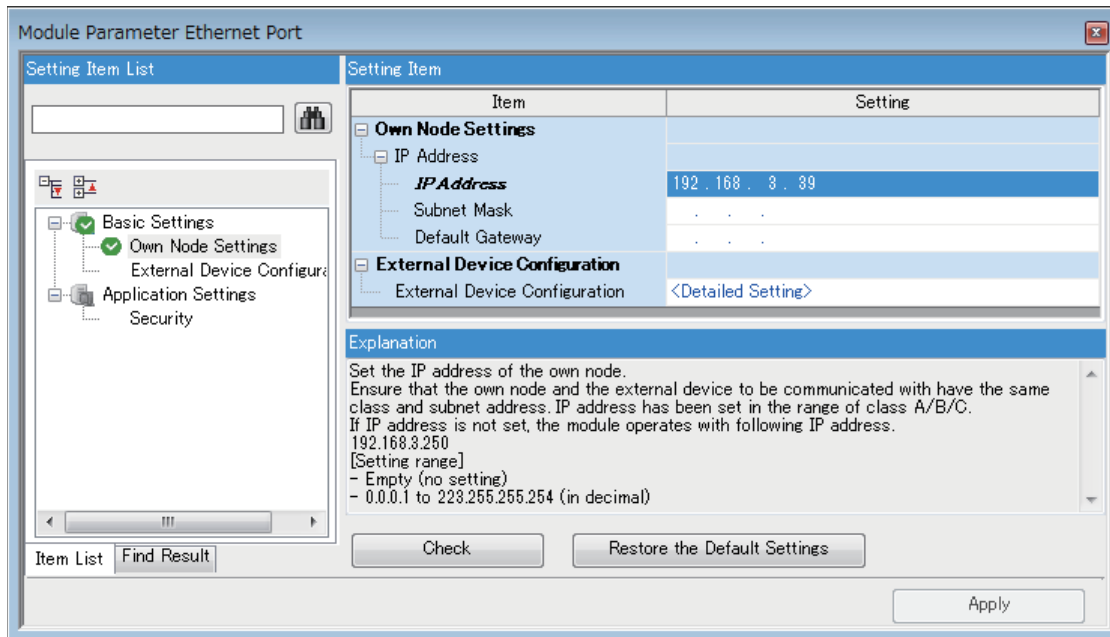 Module Parameter Ethernet Port
Setting Item List
Basic Settings
Own Node Settings
External Device Configura
Application Settings
Security
Item List
Find Result
Setting Item
Item Setting
Own Node Settings
IP Address
IP Address 192 . 168 . 3 . 39
Subnet Mask . . .
Default Gateway . . .
External Device Configuration
External Device Configuration <Detailed Setting>
Explanation
Set the IP address of the own node.
Ensure that the own node and the external device to be communicated with have the same
class and subnet address. IP address has been set in the range of class A/B/C.
If IP address is not set, the module operates with following IP address.
192.168.3.250
[Setting range]
- Empty (no setting)
- 0.0.0.1 to 223.255.255.254 (in decimal)
Check
Restore the Default Settings
Apply